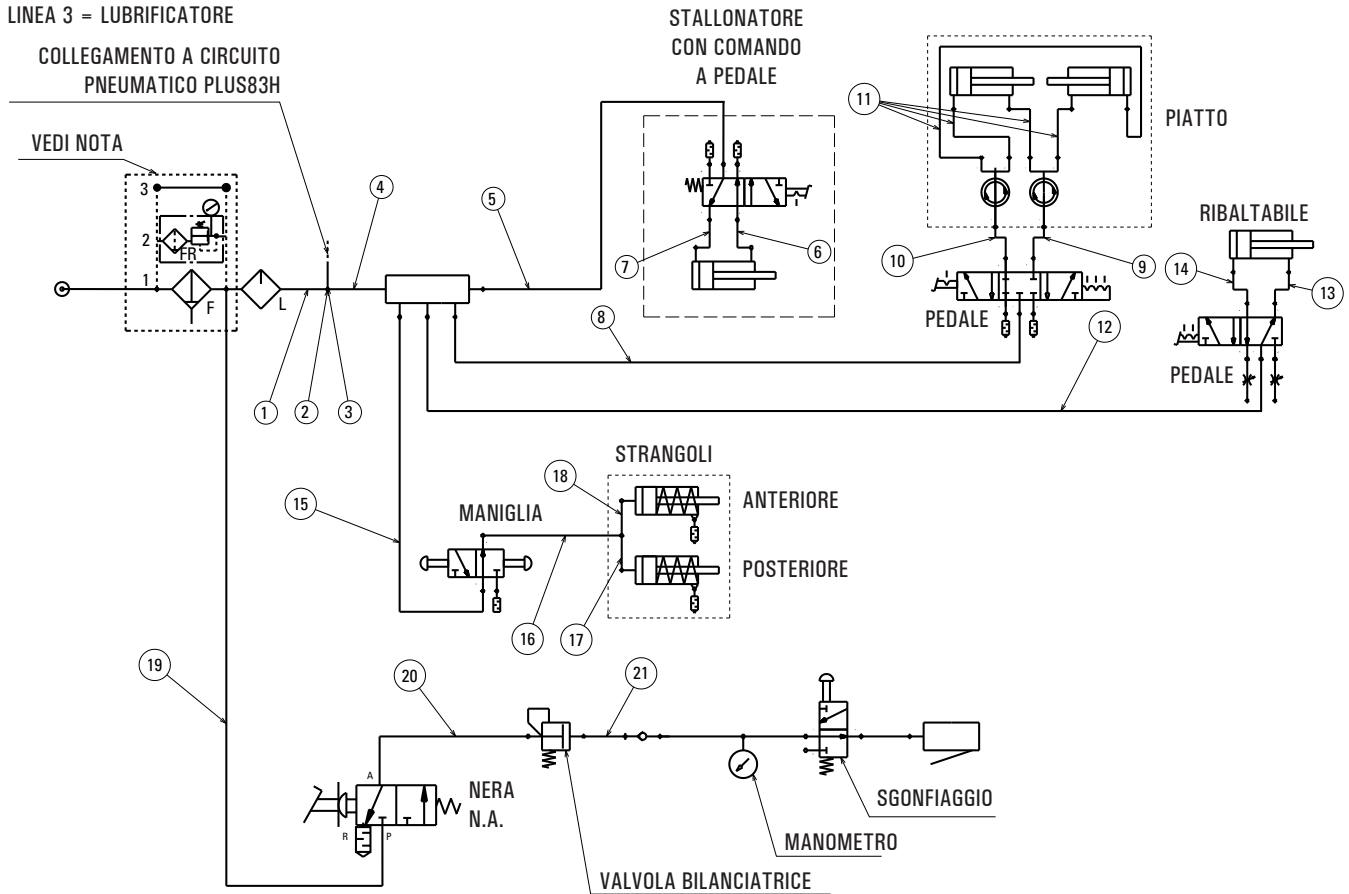 LINEA 3 = LUBRIFICATORE
COLLEGAMENTO A CIRCUITO
PNEUMATICO PLUS83H
VEDI NOTA
STALLONATORE
CON COMANDO
A PEDALE
PIATTO
RIBALTABILE
3
2
FR
1
F
L
4
5
7
6
11
10
9
14
13
PEDALE
8
12
PEDALE
1
2
3
STRANGOLI
18
ANTERIORE
15
MANIGLIA
POSTERIORE
16
17
19
20
21
A
NERA
N.A.
R
P
SGONFIAGGIO
MANOMETRO
VALVOLA BILANCIATRICE